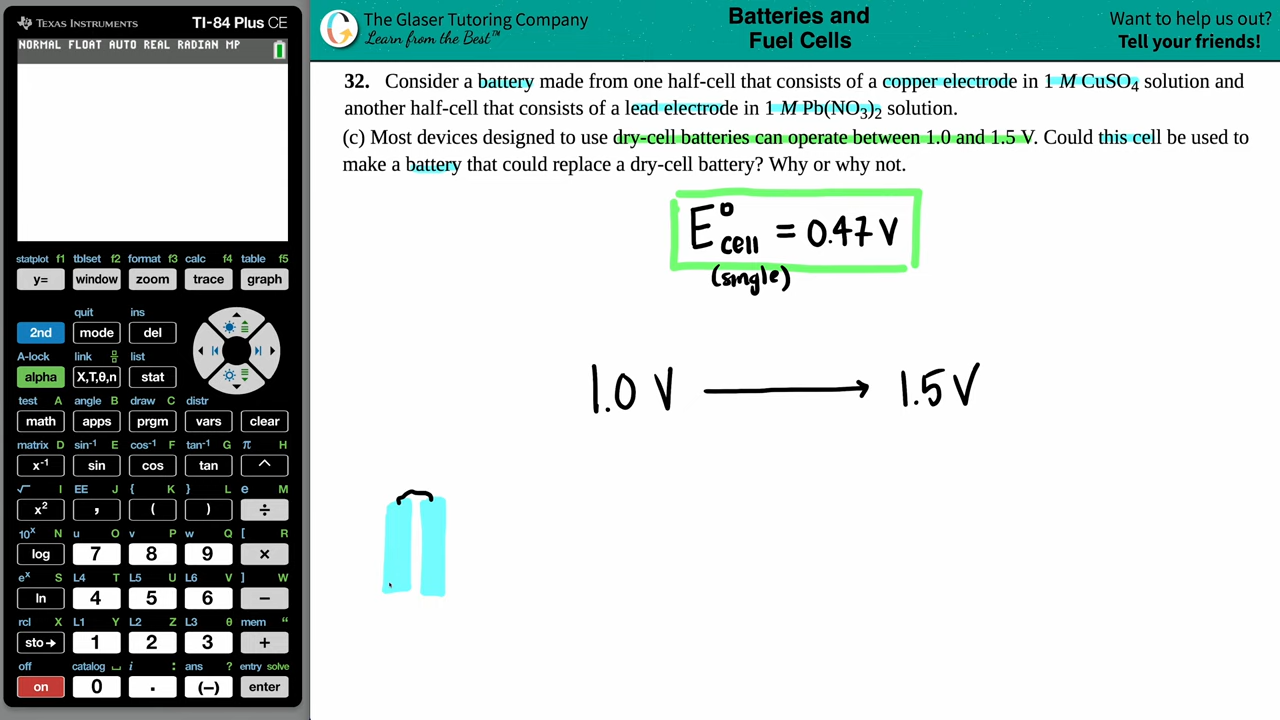 TEXAS INSTRUMENTS TI-84 Plus CE
NORMAL FLOAT AUTO REAL RADIAN MP
statplot f1 tblset f2 format f3 calc f4 table f5
y= window zoom trace graph
quit ins
2nd mode del
A-lock link list
alpha X,T,θ,n stat
test A angle B draw C distr
math apps prgm vars clear
matrix D sin⁻¹ E cos⁻¹ F tan⁻¹ G π H
x⁻¹ sin cos tan ^
√ I EE J { K } L e M
x² , ( ) ÷
10ˣ N u O v P w Q [ R
log 7 8 9 ×
eˣ S L4 T L5 U L6 V ] W
ln 4 5 6 −
rcl X L1 Y L2 Z L3 θ mem “
sto→ 1 2 3 +
off catalog ␣ i : ans ? entry solve
on 0 . (−) enter
The Glaser Tutoring Company
Learn from the Best™
Batteries and
Fuel Cells
Want to help us out?
Tell your friends!
32. Consider a battery made from one half-cell that consists of a copper electrode in 1 M CuSO₄ solution and
another half-cell that consists of a lead electrode in 1 M Pb(NO₃)₂ solution.
(c) Most devices designed to use dry-cell batteries can operate between 1.0 and 1.5 V. Could this cell be used to
make a battery that could replace a dry-cell battery? Why or why not.
E°cell = 0.47 V
(single)
1.0 V → 1.5 V